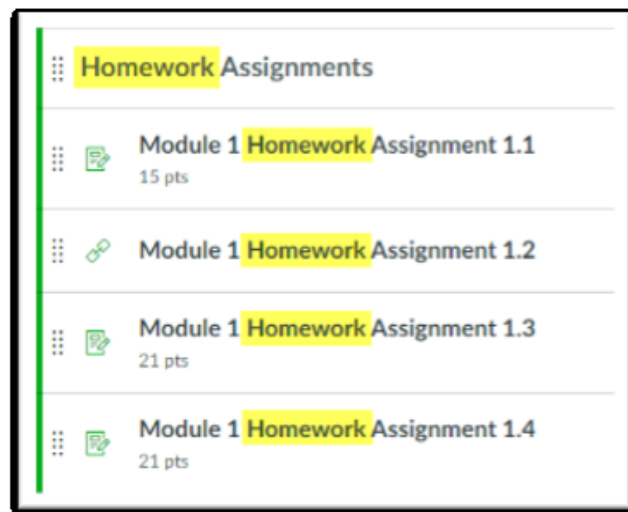 Homework Assignments
Module 1 Homework Assignment 1.1
15 pts
Module 1 Homework Assignment 1.2
Module 1 Homework Assignment 1.3
21 pts
Module 1 Homework Assignment 1.4
21 pts